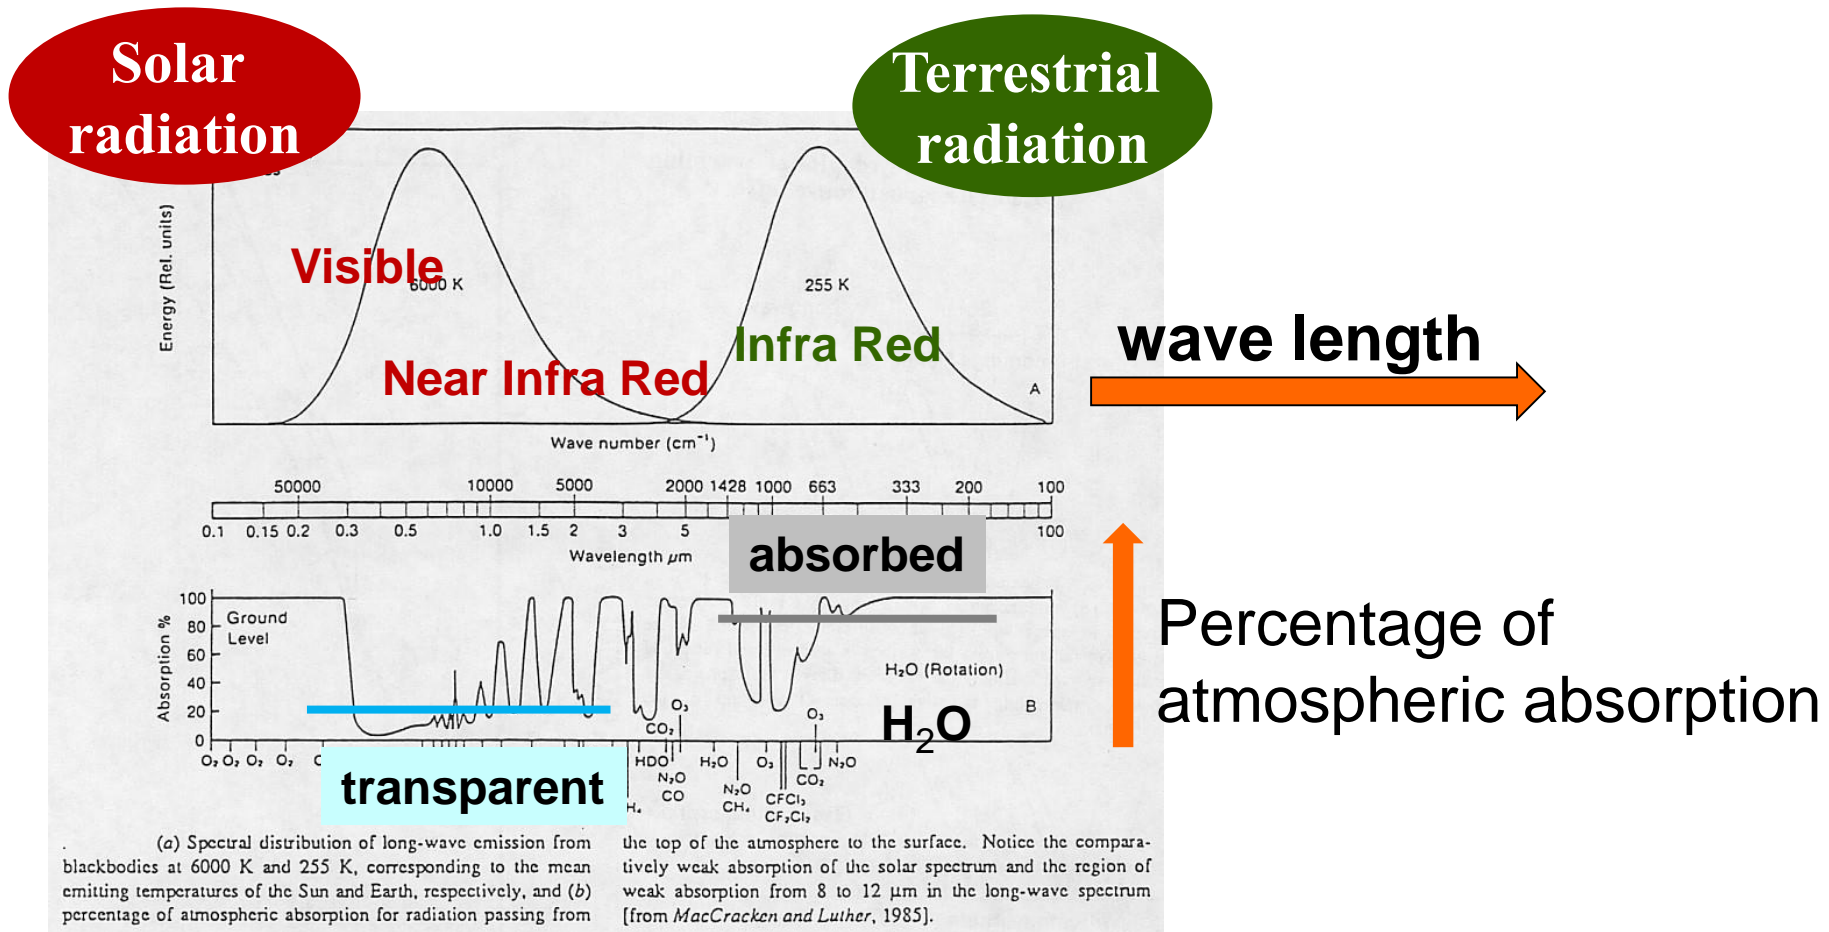 Solar
radiation
Terrestrial
radiation
Energy (Rel. units)
Visible
6000 K
255 K
Near Infra Red
Infra Red
A
wave length
Wave number (cm⁻¹)
50000 10000 5000 2000 1428 1000 663 333 200 100
0.1 0.15 0.2 0.3 0.5 1.0 1.5 2 3 5 100
Wavelength μm
absorbed
Absorption %
100
80
60
40
20
0
Ground
Level
H₂O (Rotation)
H₂O
B
Percentage of
atmospheric absorption
O₃
CO₂
O₃
O₂ O₂ O₂ O₂ HDO H₂O O₃ N₂O
CO₂
N₂O
CO
N₂O
CH₄
CFCl₃
CF₂Cl₂
H₄
transparent
(a) Spectral distribution of long-wave emission from
blackbodies at 6000 K and 255 K, corresponding to the mean
emitting temperatures of the Sun and Earth, respectively, and (b)
percentage of atmospheric absorption for radiation passing from
the top of the atmosphere to the surface. Notice the compara-
tively weak absorption of the solar spectrum and the region of
weak absorption from 8 to 12 μm in the long-wave spectrum
[from MacCracken and Luther, 1985].